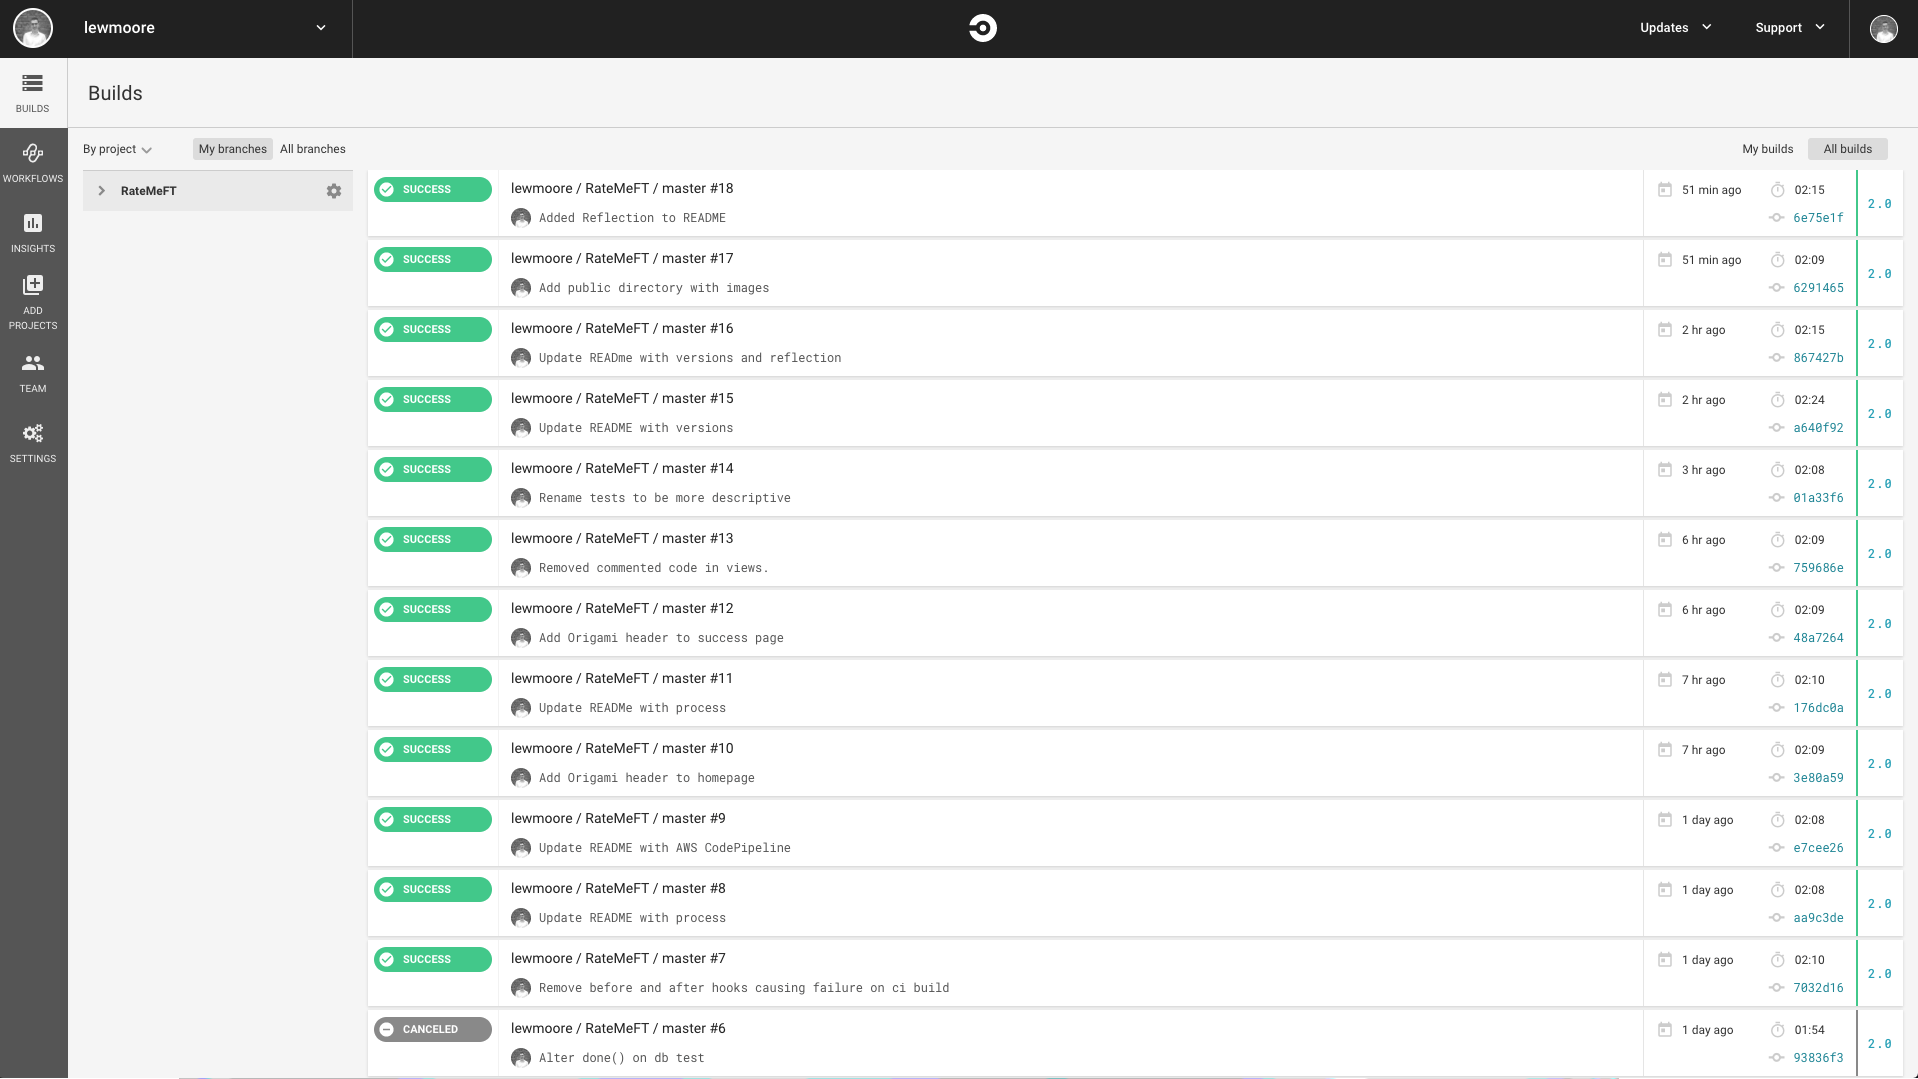 lewmoore
Updates
Support
BUILDS
WORKFLOWS
INSIGHTS
ADD
PROJECTS
TEAM
SETTINGS
Builds
By project
My branches
All branches
My builds
All builds
RateMeFT
SUCCESS
lewmoore / RateMeFT / master #18
51 min ago
02:15
Added Reflection to README
6e75e1f
2.0
SUCCESS
lewmoore / RateMeFT / master #17
51 min ago
02:09
Add public directory with images
6291465
2.0
SUCCESS
lewmoore / RateMeFT / master #16
2 hr ago
02:15
Update READme with versions and reflection
867427b
2.0
SUCCESS
lewmoore / RateMeFT / master #15
2 hr ago
02:24
Update README with versions
a640f92
2.0
SUCCESS
lewmoore / RateMeFT / master #14
3 hr ago
02:08
Rename tests to be more descriptive
01a33f6
2.0
SUCCESS
lewmoore / RateMeFT / master #13
6 hr ago
02:09
Removed commented code in views.
759686e
2.0
SUCCESS
lewmoore / RateMeFT / master #12
6 hr ago
02:09
Add Origami header to success page
48a7264
2.0
SUCCESS
lewmoore / RateMeFT / master #11
7 hr ago
02:10
Update READMe with process
176dc0a
2.0
SUCCESS
lewmoore / RateMeFT / master #10
7 hr ago
02:09
Add Origami header to homepage
3e80a59
2.0
SUCCESS
lewmoore / RateMeFT / master #9
1 day ago
02:08
Update README with AWS CodePipeline
e7cee26
2.0
SUCCESS
lewmoore / RateMeFT / master #8
1 day ago
02:08
Update README with process
aa9c3de
2.0
SUCCESS
lewmoore / RateMeFT / master #7
1 day ago
02:10
Remove before and after hooks causing failure on ci build
7032d16
2.0
CANCELED
lewmoore / RateMeFT / master #6
1 day ago
01:54
Alter done() on db test
93836f3
2.0